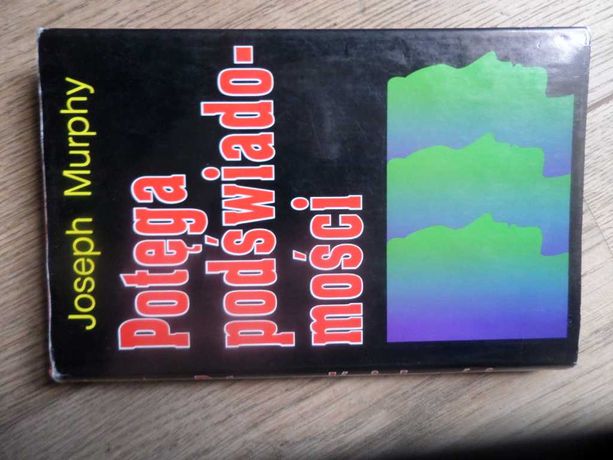 Joseph Murphy
Potęga
podświado-
mości